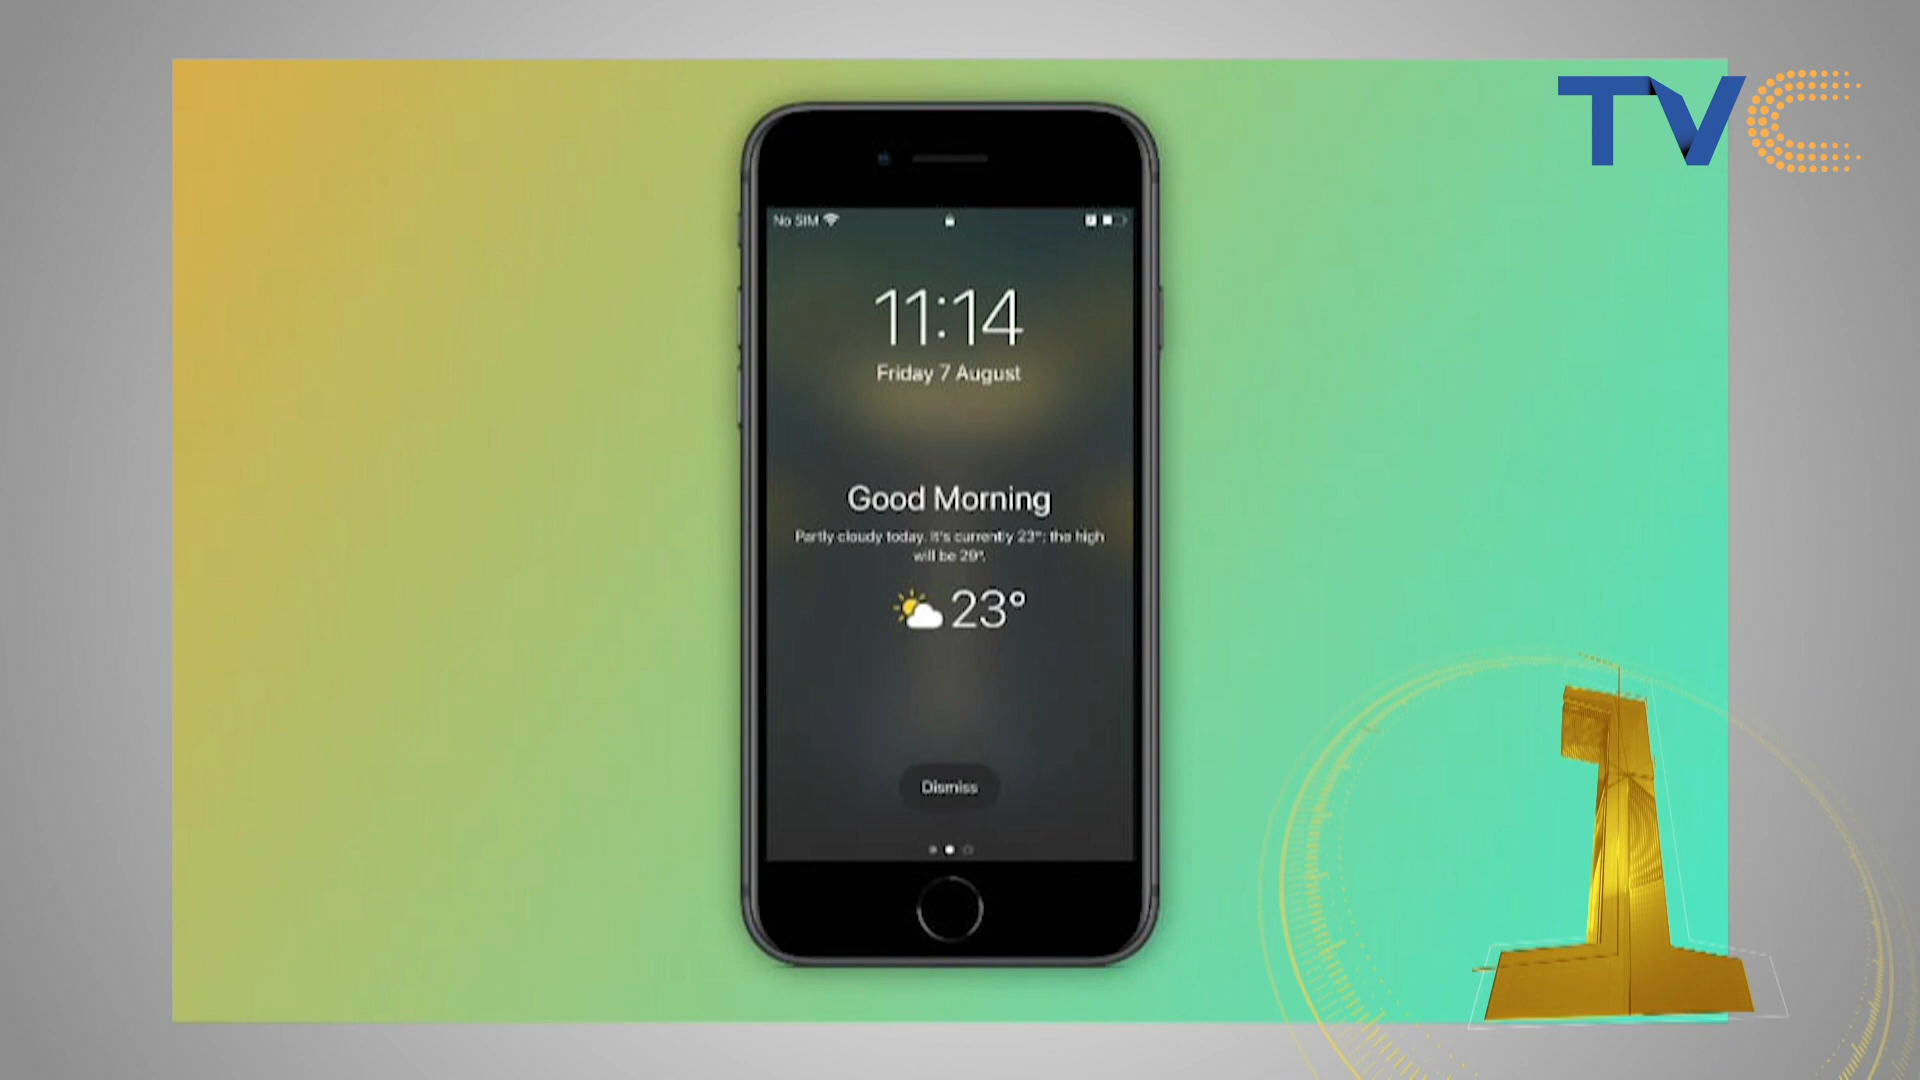 TVC
No SIM
11:14
Friday 7 August
Good Morning
Partly cloudy today. It's currently 23°; the high
will be 29°.
23°
Dismiss
1